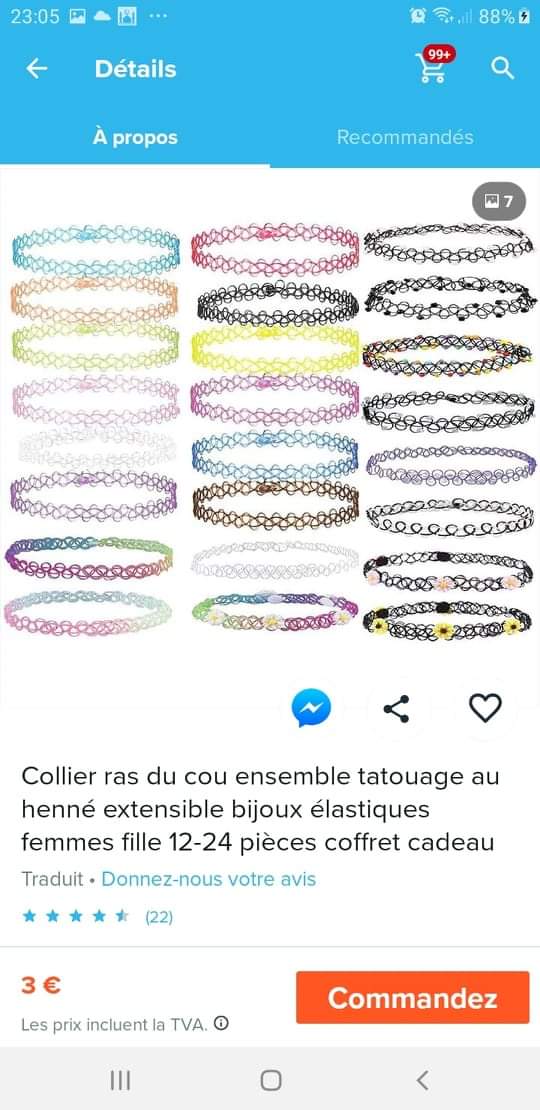 23:05
88%
Détails
99+
À propos
Recommandés
7
Collier ras du cou ensemble tatouage au
henné extensible bijoux élastiques
femmes fille 12-24 pièces coffret cadeau
Traduit • Donnez-nous votre avis
(22)
3 €
Commandez
Les prix incluent la TVA.